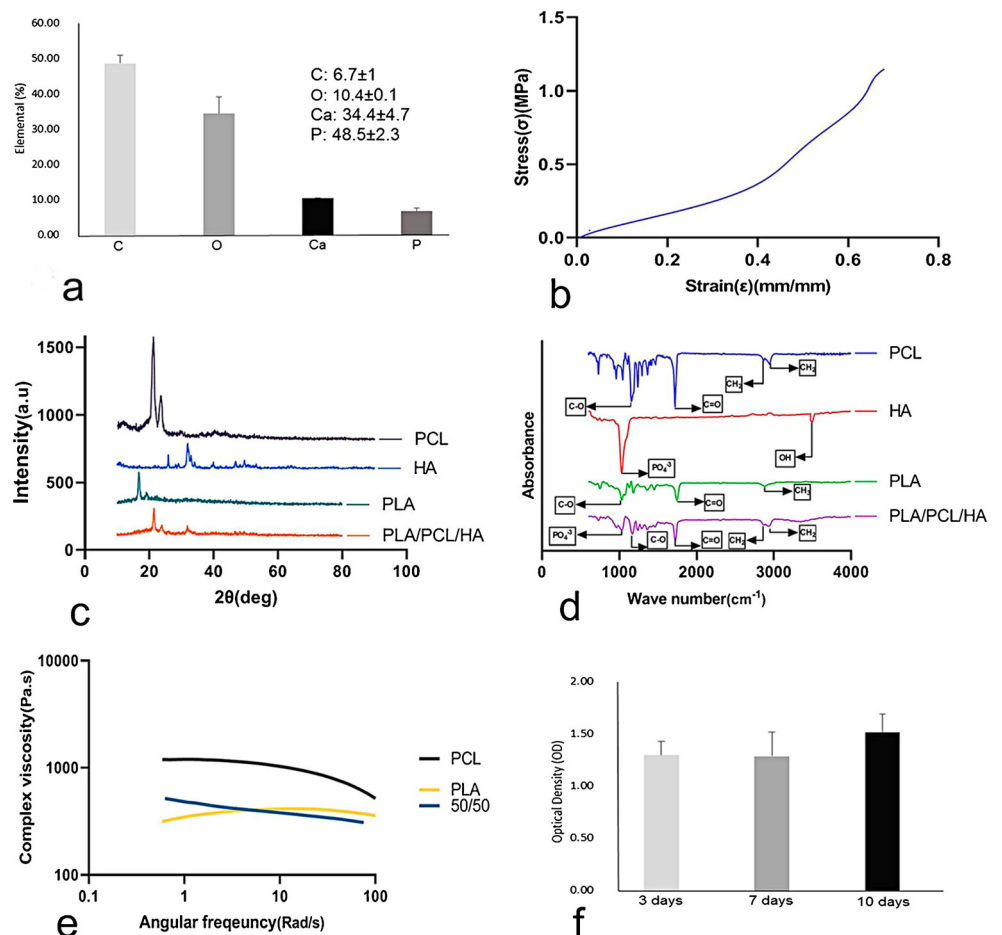 60.00
50.00
40.00
30.00
20.00
10.00
0.00
Elemental (%)
C: 6.7±1
O: 10.4±0.1
Ca: 34.4±4.7
P: 48.5±2.3
C O Ca P
a
1.5
1.0
0.5
0.0
Stress(σ)(MPa)
0.0 0.2 0.4 0.6 0.8
Strain(ε)(mm/mm)
b
1500
1000
500
0
Intensity(a.u)
PCL
HA
PLA
PLA/PCL/HA
0 20 40 60 80 100
2θ(deg)
c
Absorbance
PCL
CH₂
CH₂
C-O
C=O
HA
OH
PO₄⁻³
PLA
CH₂
C-O
C=O
PLA/PCL/HA
PO₄⁻³
C-O
C=O
CH₂
CH₂
0 1000 2000 3000 4000
Wave number(cm⁻¹)
d
10000
1000
100
Complex viscosity(Pa.s)
PCL
PLA
50/50
0.1 1 10 100
Angular freqeuncy(Rad/s)
e
2.00
1.50
1.00
0.50
0.00
Optical Density (OD)
3 days 7 days 10 days
f